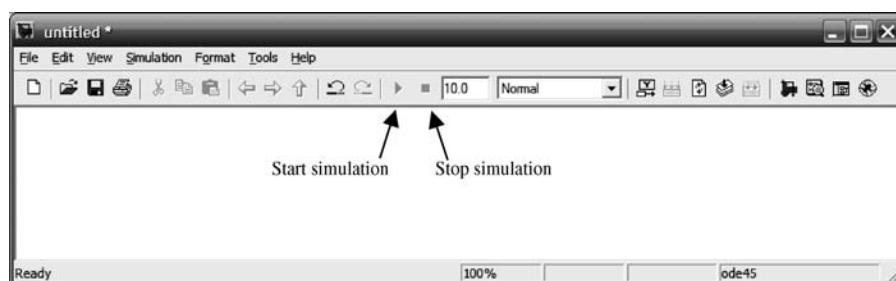 untitled *
File Edit View Simulation Format Tools Help
10.0 Normal
Start simulation Stop simulation
Ready 100% ode45